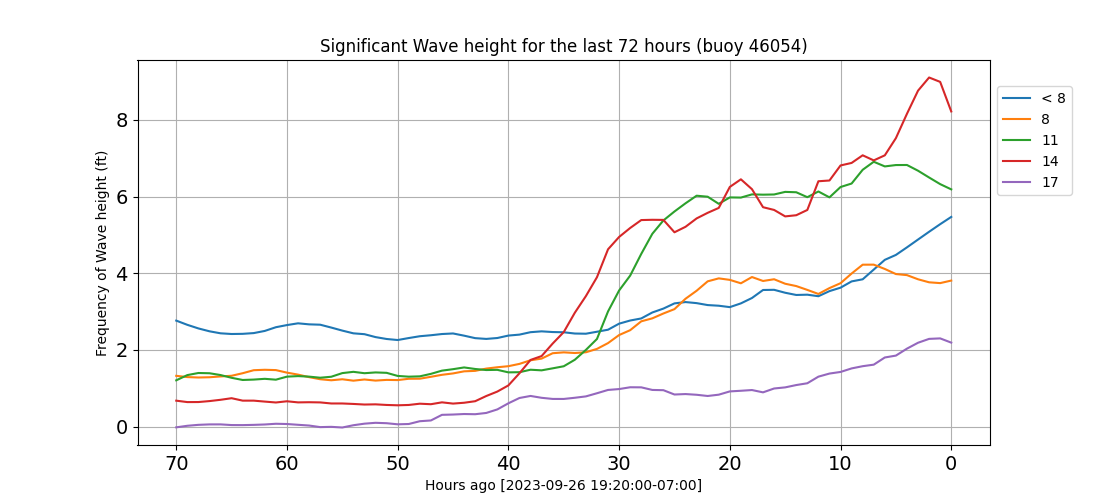 Significant Wave height for the last 72 hours (buoy 46054)
Frequency of Wave height (ft)
8
6
4
2
0
70 60 50 40 30 20 10 0
Hours ago [2023-09-26 19:20:00-07:00]
< 8
8
11
14
17